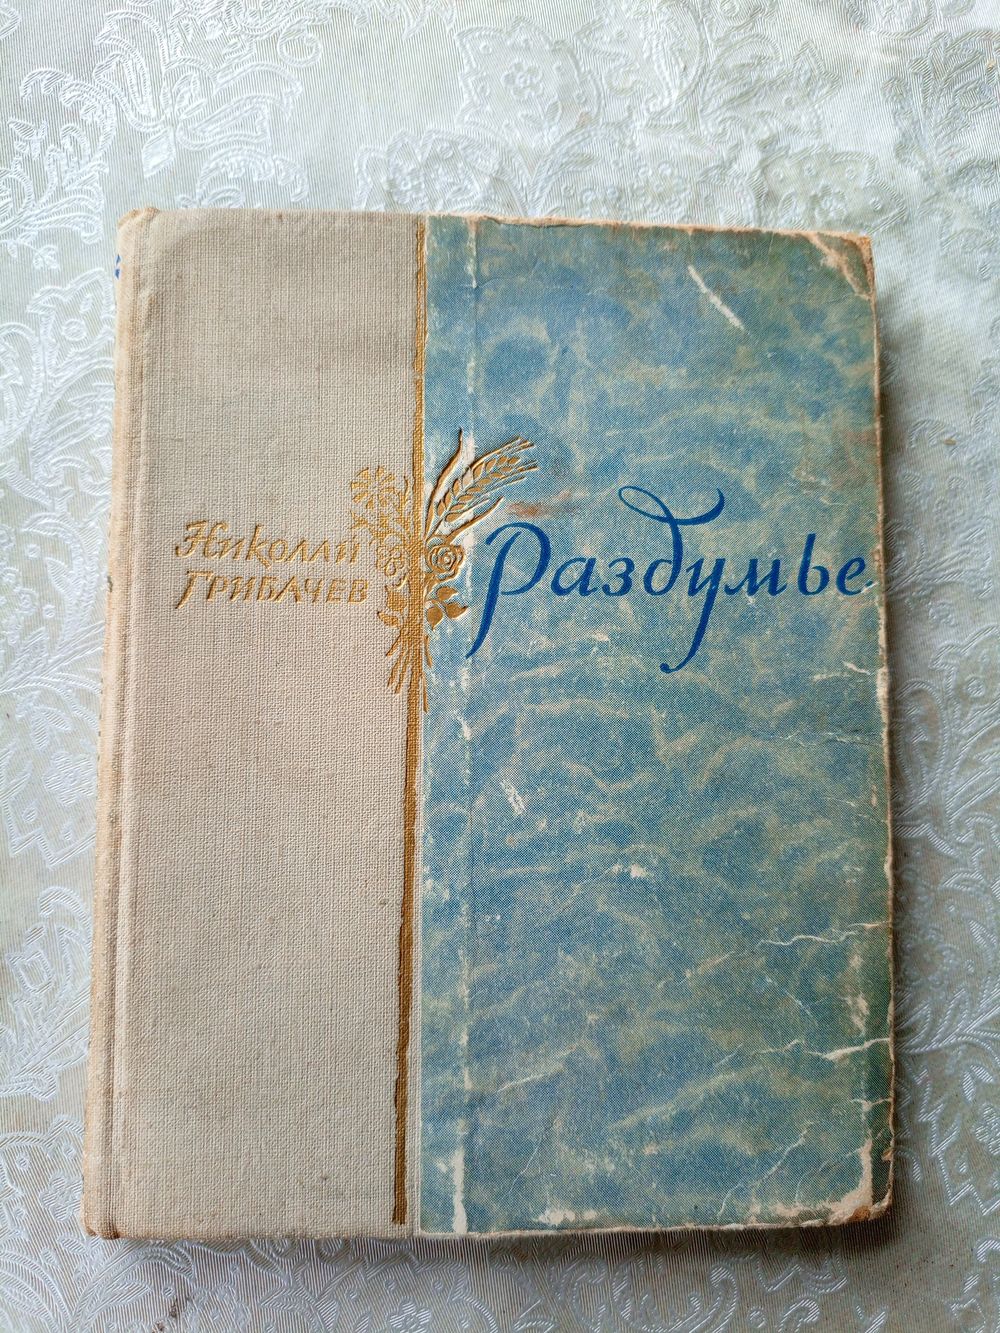 Николай
Грибачев
Раздумье